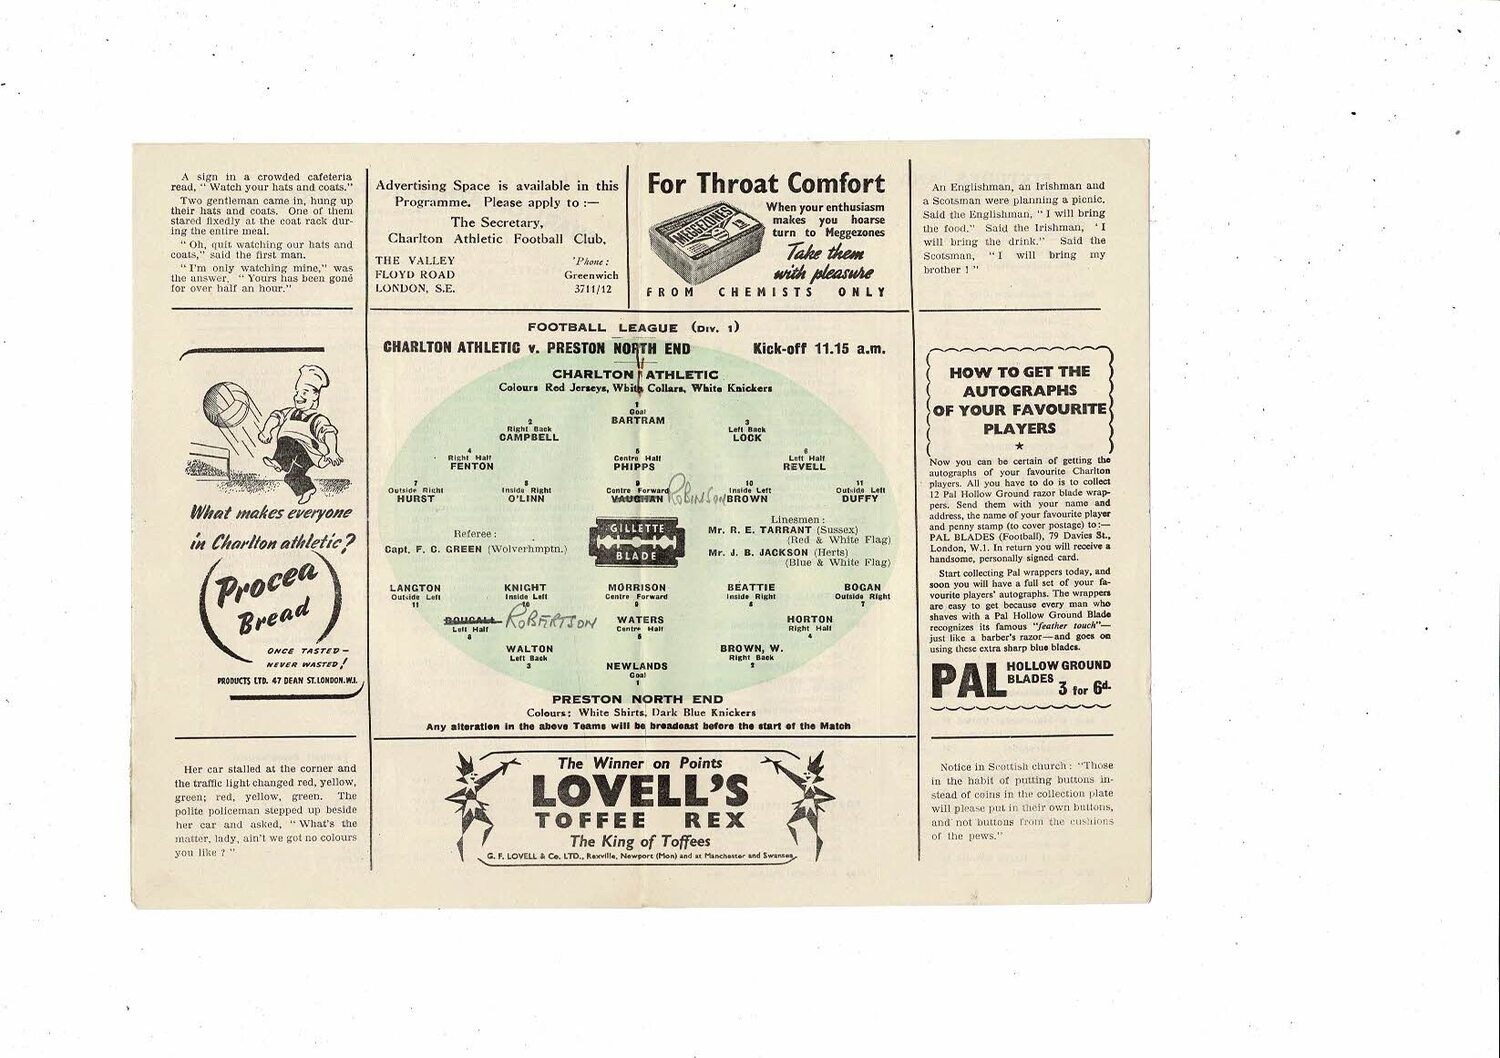 A sign in a crowded cafeteria
read, "Watch your hats and coats."
Two gentleman came in, hung up
their hats and coats. One of them
stared fixedly at the coat rack dur-
ing the entire meal.
"Oh, quit watching our hats and
coats," said the first man.
"I'm only watching mine," was
the answer. "Yours has been gone
for over half an hour."
Advertising Space is available in this
Programme. Please apply to :—
The Secretary,
Charlton Athletic Football Club,
THE VALLEY
FLOYD ROAD
LONDON, S.E.
'Phone :
Greenwich
3711/12
For Throat Comfort
MEGGEZONES
When your enthusiasm
makes you hoarse
turn to Meggezones
Take them
with pleasure
FROM CHEMISTS ONLY
An Englishman, an Irishman and
a Scotsman were planning a picnic.
Said the Englishman, "I will bring
the food." Said the Irishman, 'I
will bring the drink." Said the
Scotsman, "I will bring my
brother ! "
What makes everyone
in Charlton athletic?
Procea
Bread
ONCE TASTED—
NEVER WASTED!
PRODUCTS LTD. 47 DEAN ST. LONDON. W.I.
FOOTBALL LEAGUE (DIV. 1)
CHARLTON ATHLETIC v. PRESTON NORTH END Kick-off 11.15 a.m.
CHARLTON ATHLETIC
Colours Red Jerseys, White Collars, White Knickers
1
Goal
BARTRAM
2
Right Back
CAMPBELL
3
Left Back
LOCK
4
Right Half
FENTON
5
Centre Half
PHIPPS
6
Left Half
REVELL
7
Outside Right
HURST
8
Inside Right
O'LINN
9
Centre Forward
VAUGHAN
ROBINSON
10
Inside Left
BROWN
11
Outside Left
DUFFY
Referee :
Capt. F. C. GREEN (Wolverhmptn.)
GILLETTE
BLADE
Linesmen :
Mr. R. E. TARRANT (Sussex)
(Red & White Flag)
Mr. J. B. JACKSON (Herts)
(Blue & White Flag)
LANGTON
Outside Left
11
KNIGHT
Inside Left
10
MORRISON
Centre Forward
9
BEATTIE
Inside Right
8
BOGAN
Outside Right
7
DOUGALL
Left Half
6
ROBERTSON
WATERS
Centre Half
5
HORTON
Right Half
4
WALTON
Left Back
3
BROWN, W.
Right Back
2
NEWLANDS
Goal
1
PRESTON NORTH END
Colours: White Shirts, Dark Blue Knickers
Any alteration in the above Teams will be broadcast before the start of the Match
HOW TO GET THE
AUTOGRAPHS
OF YOUR FAVOURITE
PLAYERS
Now you can be certain of getting the
autographs of your favourite Charlton
players. All you have to do is to collect
12 Pal Hollow Ground razor blade wrap-
pers. Send them with your name and
address, the name of your favourite player
and penny stamp (to cover postage) to:—
PAL BLADES (Football), 79 Davies St.,
London, W.1. In return you will receive a
handsome, personally signed card.
Start collecting Pal wrappers today, and
soon you will have a full set of your fa-
vourite players' autographs. The wrappers
are easy to get because every man who
shaves with a Pal Hollow Ground Blade
recognizes its famous "feather touch"—
just like a barber's razor—and goes on
using these extra sharp blue blades.
PAL HOLLOW GROUND
BLADES 3 for 6d.
Her car stalled at the corner and
the traffic light changed red, yellow,
green; red, yellow, green. The
polite policeman stepped up beside
her car and asked, "What's the
matter, lady, ain't we got no colours
you like ? "
The Winner on Points
LOVELL'S
TOFFEE REX
The King of Toffees
G. F. LOVELL & Co. LTD., Rexville, Newport (Mon) and at Manchester and Swansea.
Notice in Scottish church : "Those
in the habit of putting buttons in-
stead of coins in the collection plate
will please put in their own buttons,
and not buttons from the cushions
of the pews."